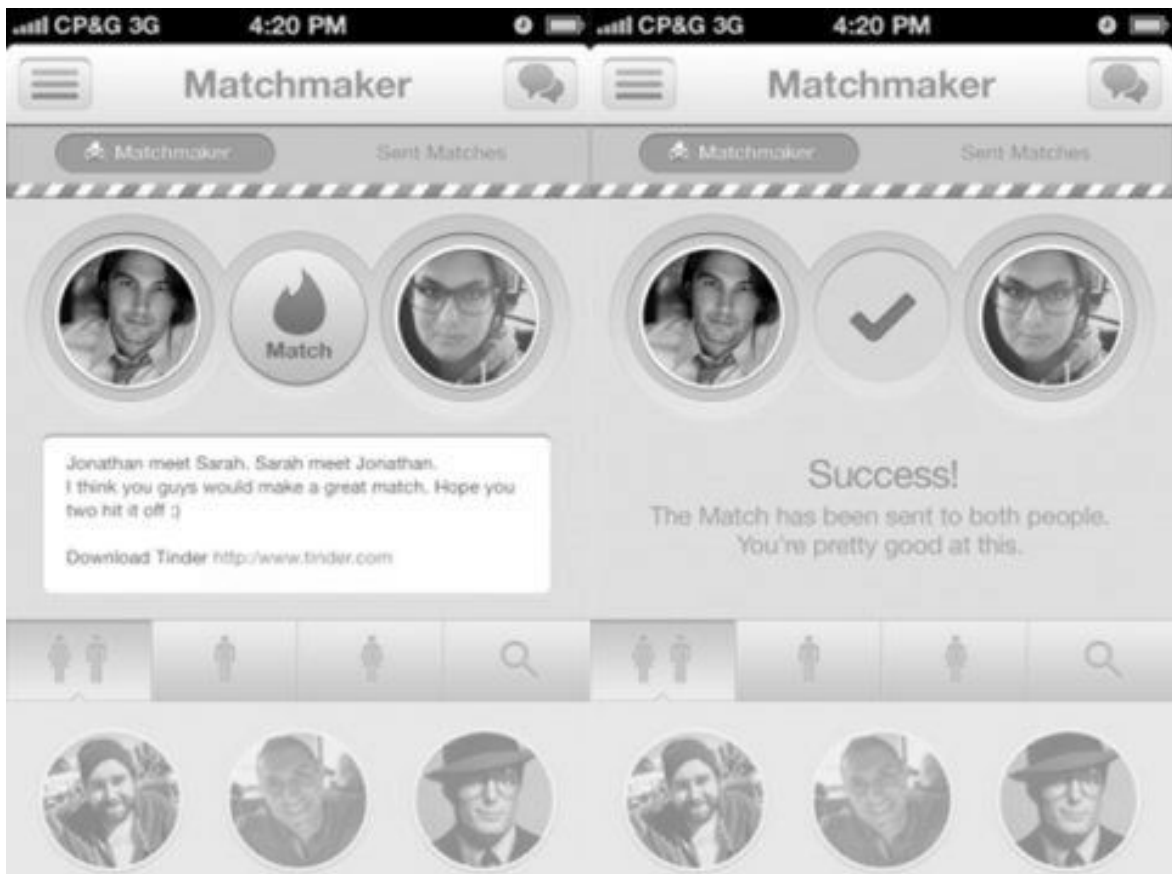 CP&G 3G 4:20 PM
Matchmaker
Matchmaker Sent Matches
Match
Jonathan meet Sarah. Sarah meet Jonathan.
I think you guys would make a great match. Hope you
two hit it off :)
Download Tinder http://www.tinder.com
CP&G 3G 4:20 PM
Matchmaker
Matchmaker Sent Matches
Success!
The Match has been sent to both people.
You're pretty good at this.